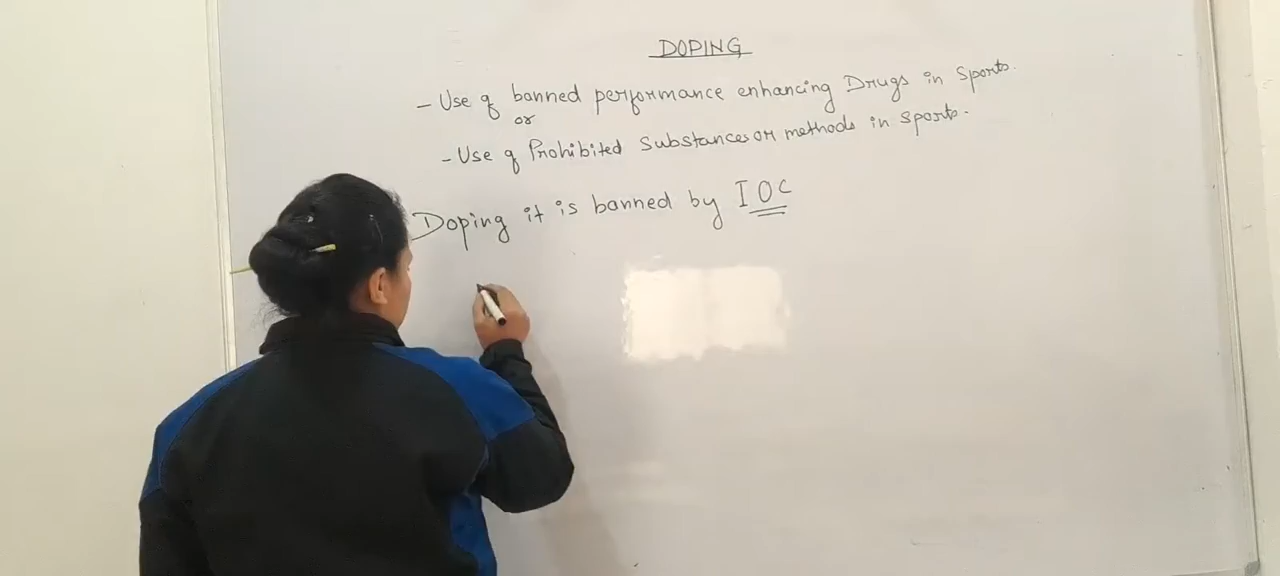 DOPING
- Use of banned performance enhancing Drugs in Sports.
or
- Use of Prohibited Substances or methods in Sports.
Doping it is banned by IOC